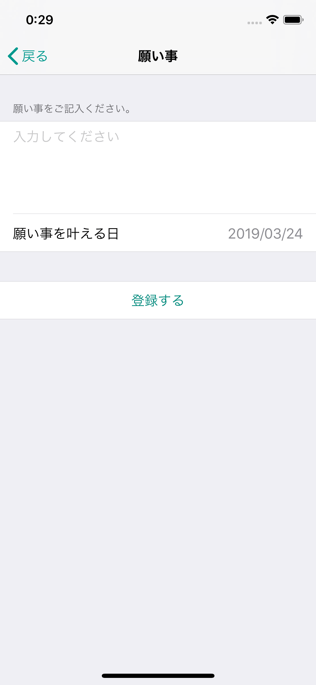 0:29
戻る
願い事
願い事をご記入ください。
入力してください
願い事を叶える日
2019/03/24
登録する